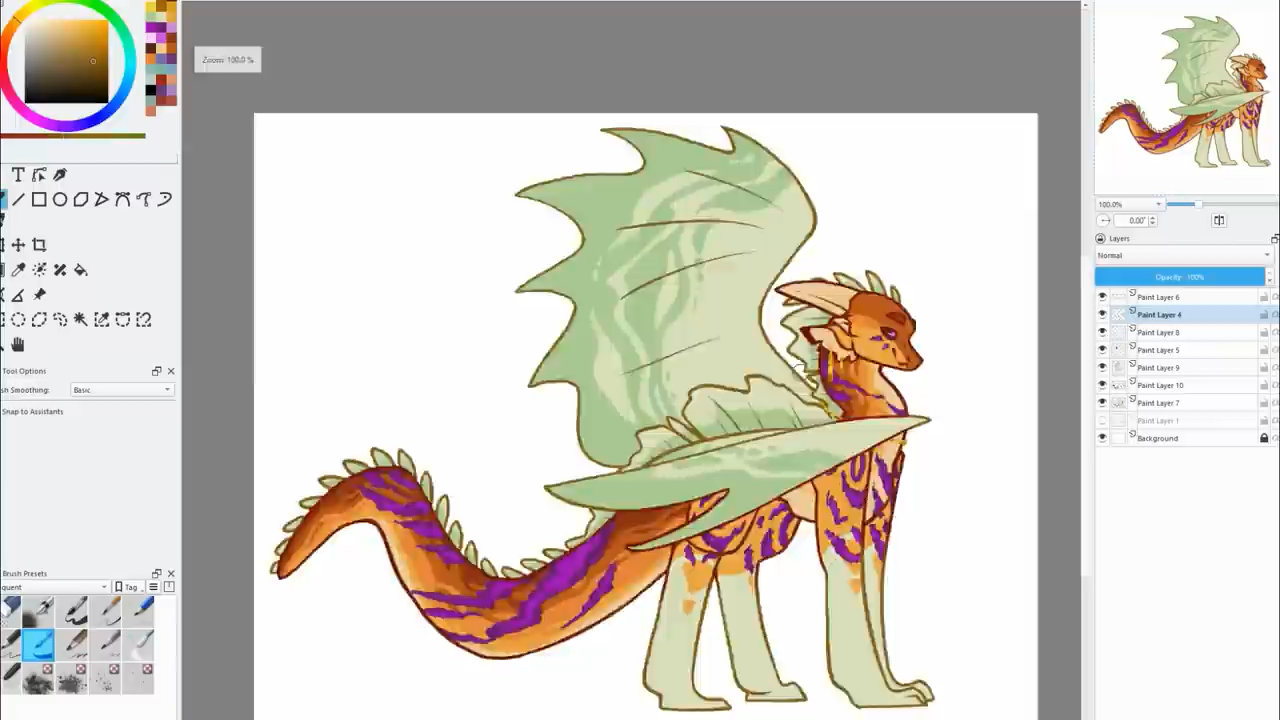 Zoom: 100.0 %
100.0%
0.00°
Layers
Normal
Opacity: 100%
Paint Layer 6
Paint Layer 4
Paint Layer 8
Paint Layer 5
Paint Layer 9
Paint Layer 10
Paint Layer 7
Paint Layer 1
Background
Tool Options
Smoothing: Basic
Snap to Assistants
Brush Presets
Tag